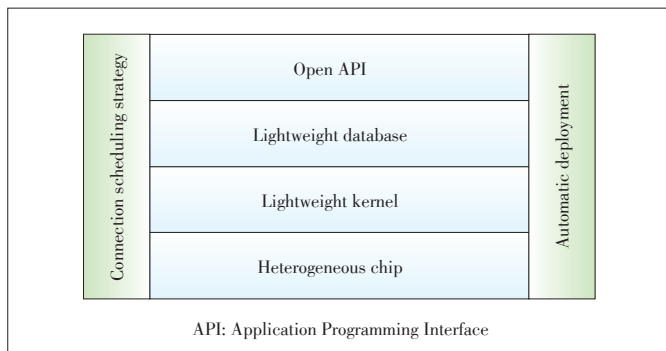 Connection scheduling strategy
Open API
Lightweight database
Lightweight kernel
Heterogeneous chip
Automatic deployment
API: Application Programming Interface